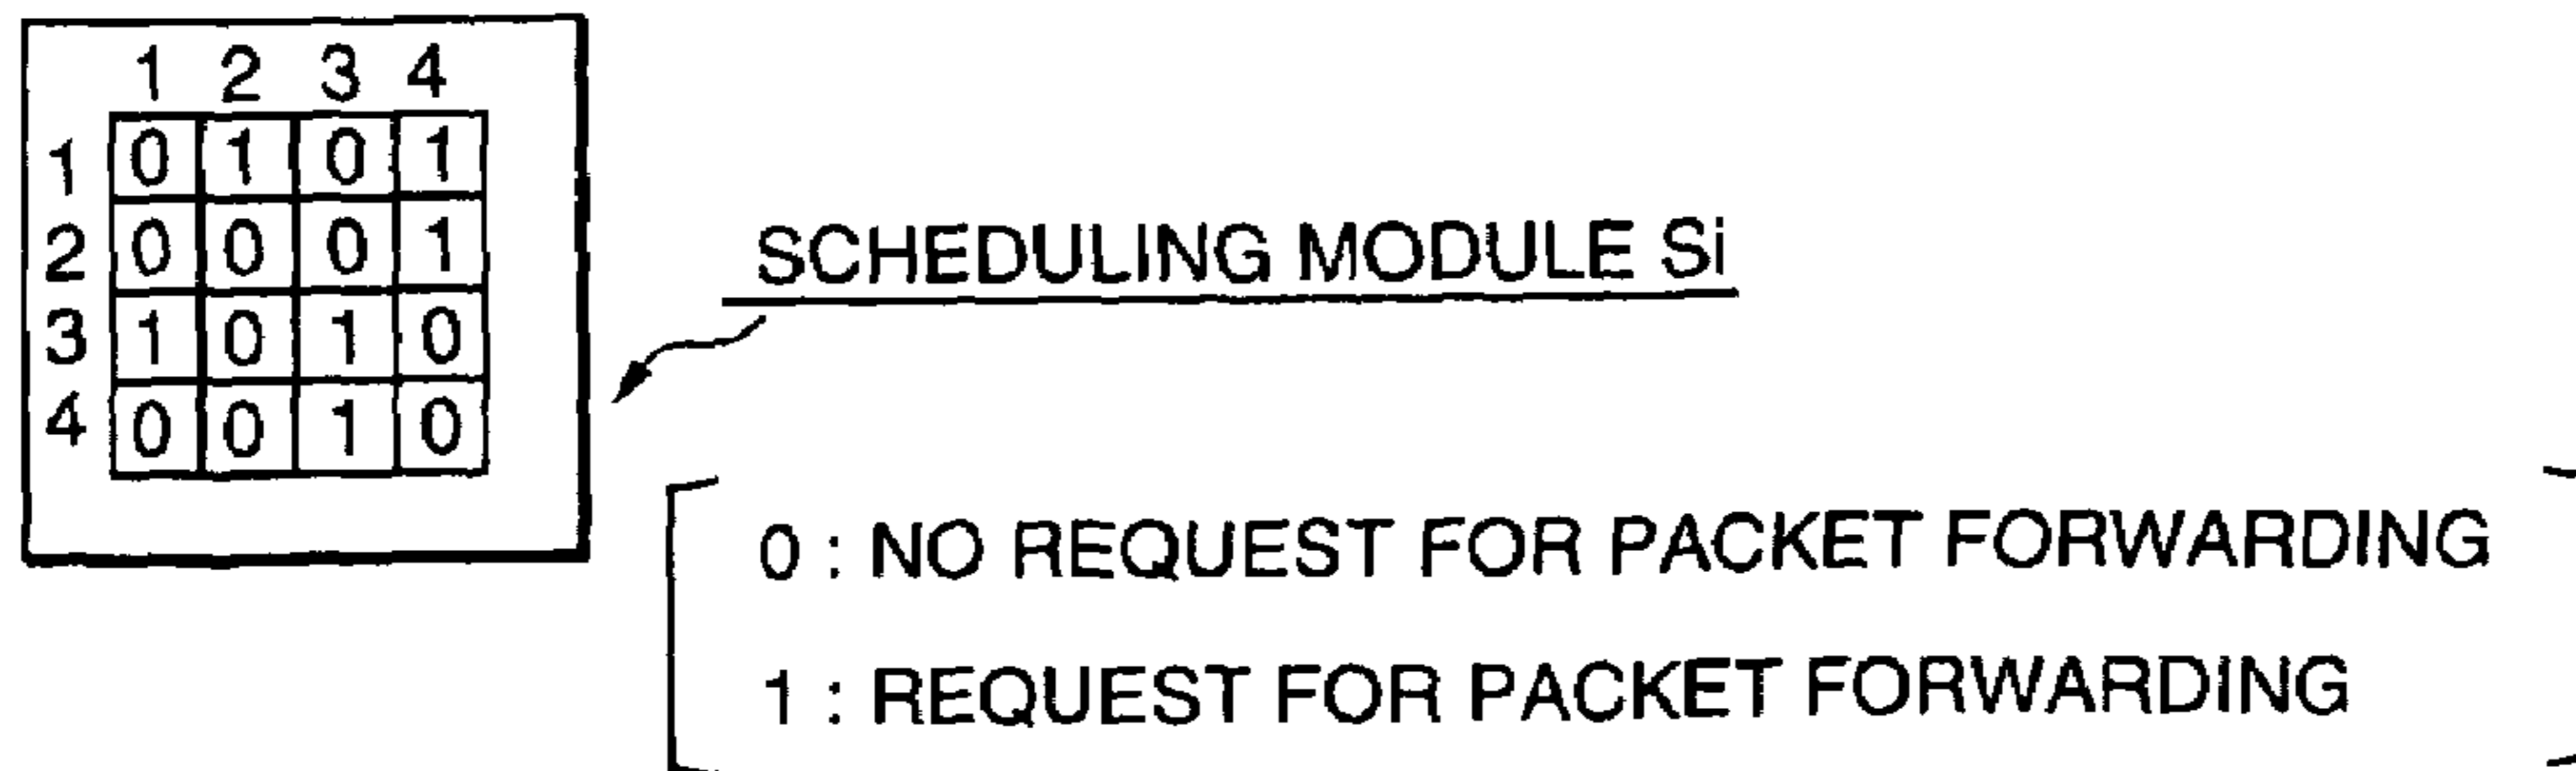 1 2 3 4
1 0 1 0 1
2 0 0 0 1
3 1 0 1 0
4 0 0 1 0
SCHEDULING MODULE Si
0 : NO REQUEST FOR PACKET FORWARDING
1 : REQUEST FOR PACKET FORWARDING